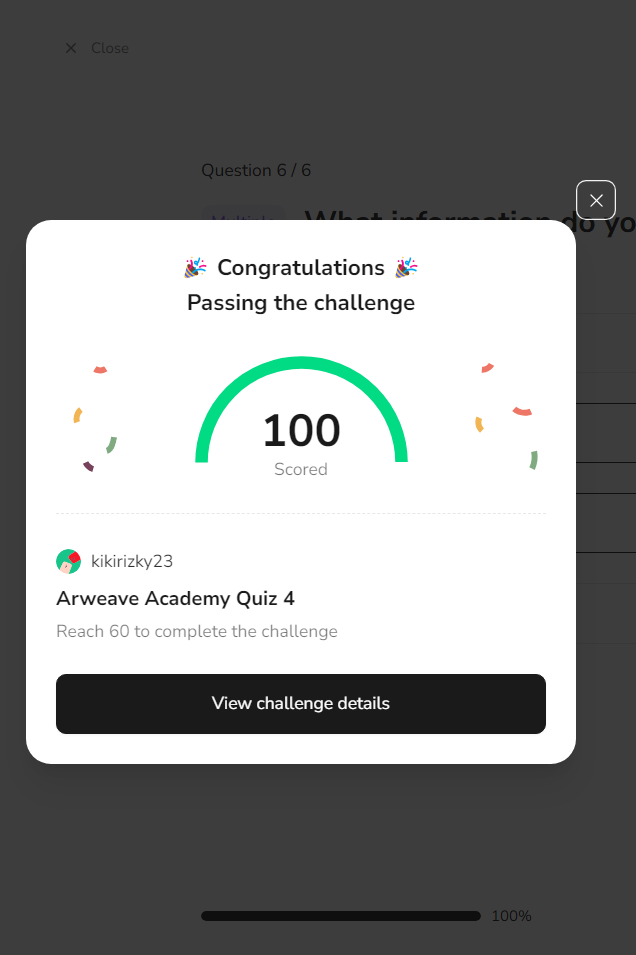 Close
Question 6 / 6
Multiple What information do yo
🎉 Congratulations 🎉
Passing the challenge
100
Scored
kikirizky23
Arweave Academy Quiz 4
Reach 60 to complete the challenge
View challenge details
100%